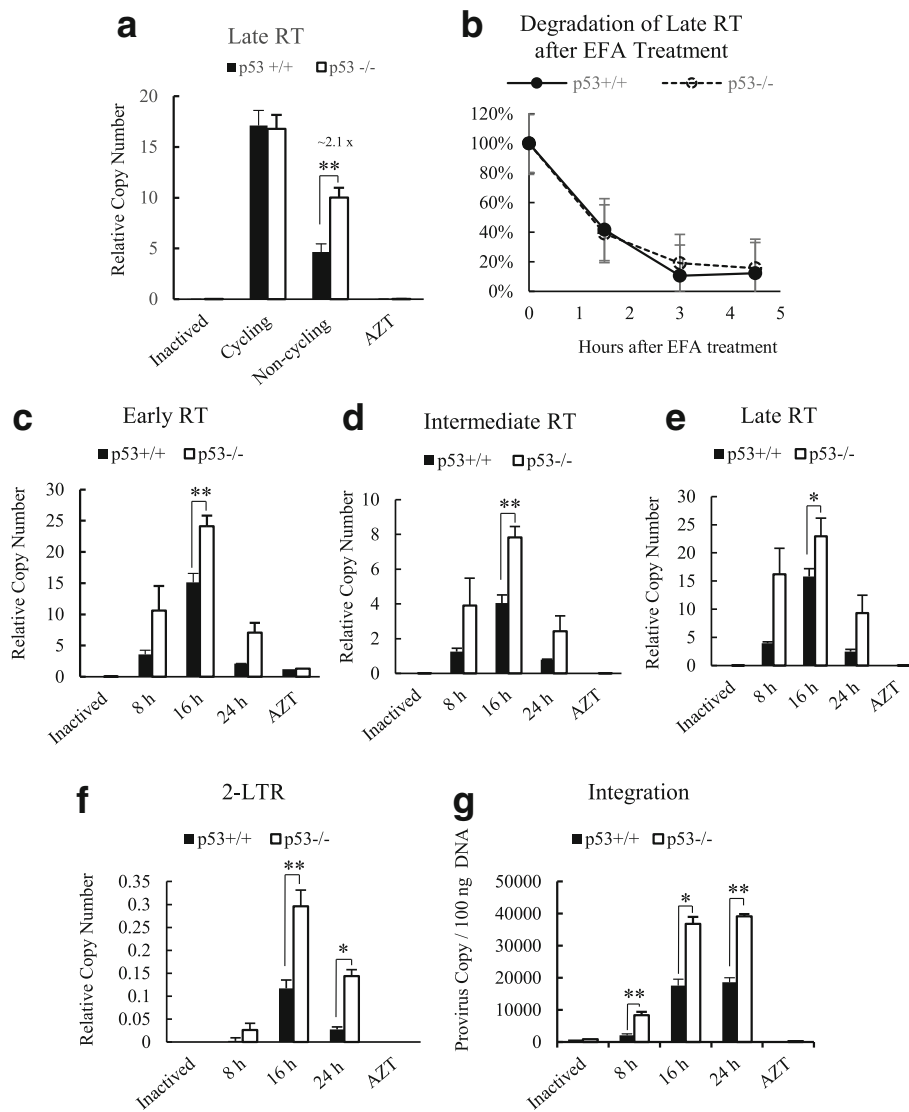 a
Late RT
p53 +/+ p53 -/-
Relative Copy Number
20
15
10
5
0
~2.1 x
**
Inactived Cycling Non-cycling AZT
b
Degradation of Late RT
after EFA Treatment
p53+/+ p53-/-
120%
100%
80%
60%
40%
20%
0%
0 1 2 3 4 5
Hours after EFA treatment
c
Early RT
p53+/+ p53-/-
Relative Copy Number
30
25
20
15
10
5
0
**
Inactived 8 h 16 h 24 h AZT
d
Intermediate RT
p53+/+ p53-/-
Relative Copy Number
8
6
4
2
0
**
Inactived 8 h 16 h 24 h AZT
e
Late RT
p53+/+ p53-/-
Relative Copy Number
30
25
20
15
10
5
0
*
Inactived 8 h 16 h 24 h AZT
f
2-LTR
p53+/+ p53-/-
Relative Copy Number
0.35
0.3
0.25
0.2
0.15
0.1
0.05
0
**
*
Inactived 8 h 16 h 24 h AZT
g
Integration
p53+/+ p53-/-
Provirus Copy / 100 ng DNA
50000
40000
30000
20000
10000
0
**
*
**
Inactived 8 h 16 h 24 h AZT